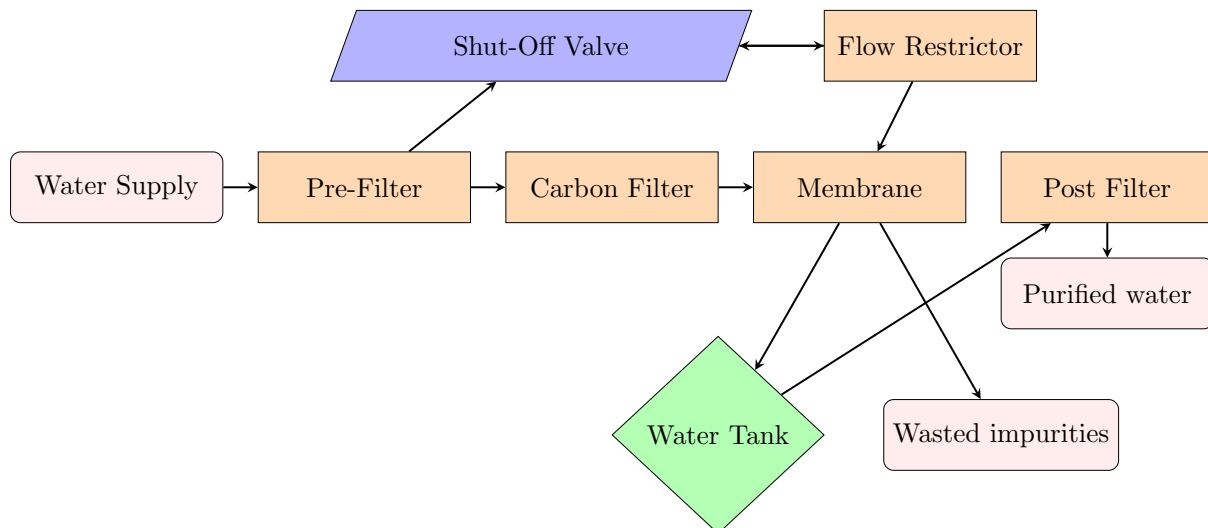 Shut-Off Valve
Flow Restrictor
Water Supply
Pre-Filter
Carbon Filter
Membrane
Post Filter
Purified water
Water Tank
Wasted impurities